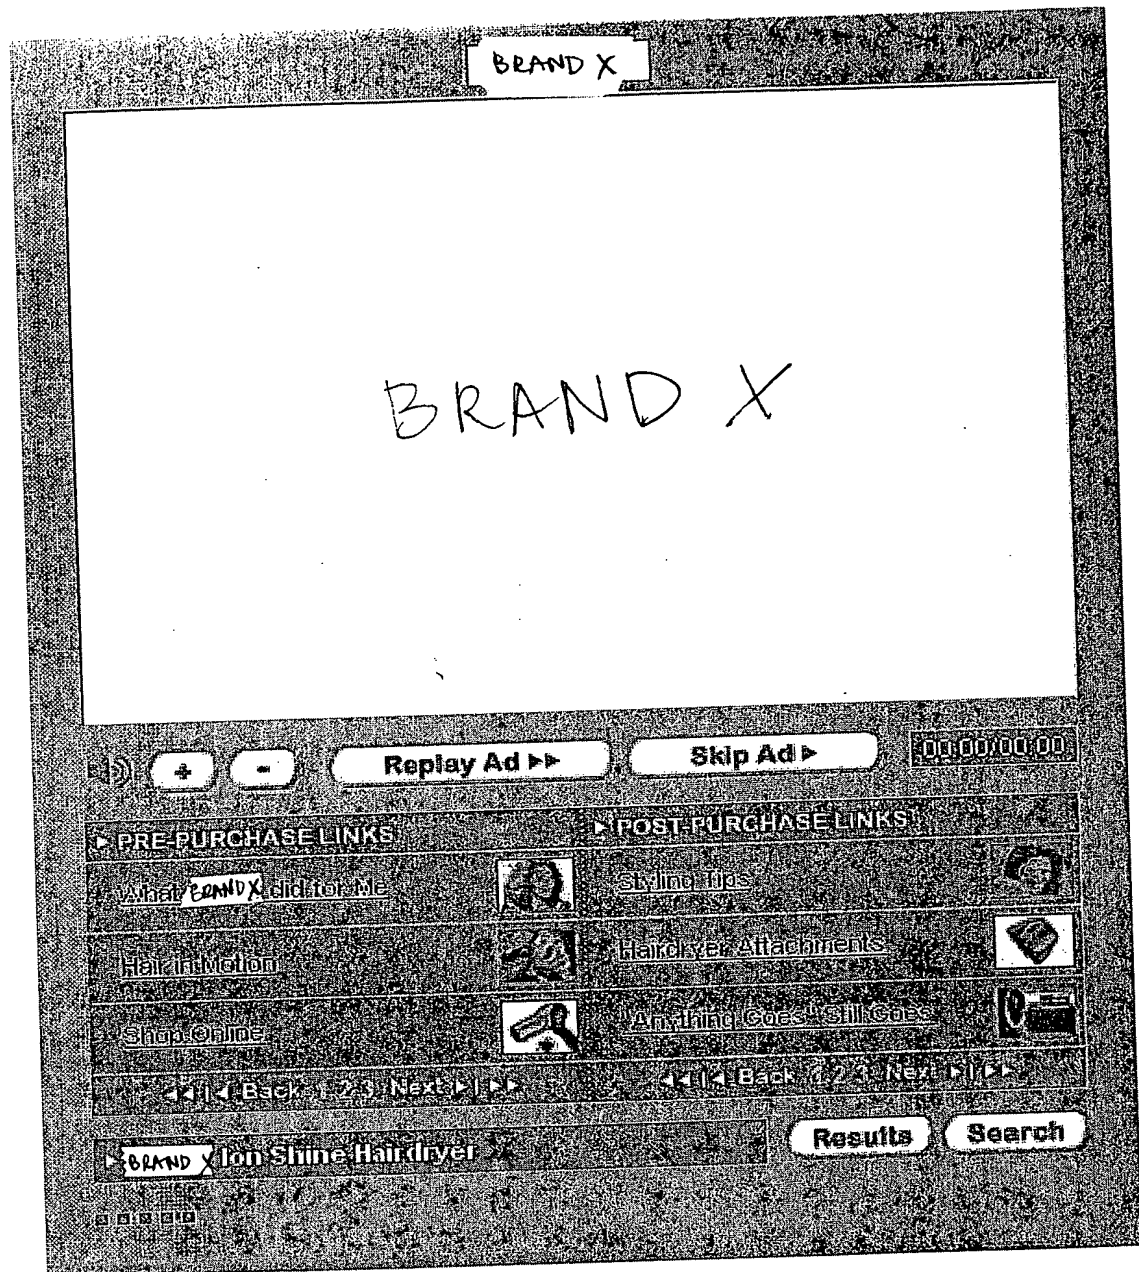 BRAND X
BRAND X
+ - Replay Ad ▶▶ Skip Ad ▶ 00:00:00:00
▶ PRE-PURCHASE LINKS
What BRAND X did for Me
Hair in Motion
Shop Online
◀◀|◀ Back 1 2 3 Next ▶|▶▶
▶ POST-PURCHASE LINKS
Styling Tips
Hairdryer Attachments
"Anything Goes" Still Goes
◀◀|◀ Back 1 2 3 Next ▶|▶▶
▶ BRAND X Ion Shine Hairdryer
Results Search